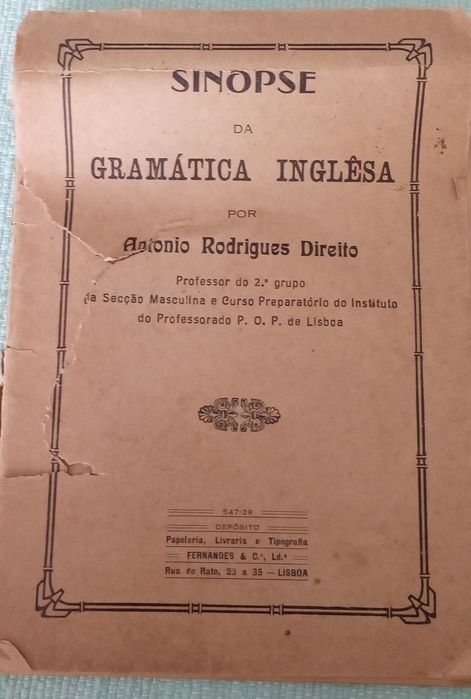 SINOPSE
DA
GRAMÁTICA INGLÊSA
POR
Antonio Rodrigues Direito
Professor do 2.º grupo
da Secção Masculina e Curso Preparatório do Instituto
do Professorado P. O. P. de Lisboa
547-29
DEPÓSITO
Papelaria, Livraria e Tipografia
FERNANDES & C.ª, Ld.ª
Rua do Rato, 23 a 35 — LISBOA